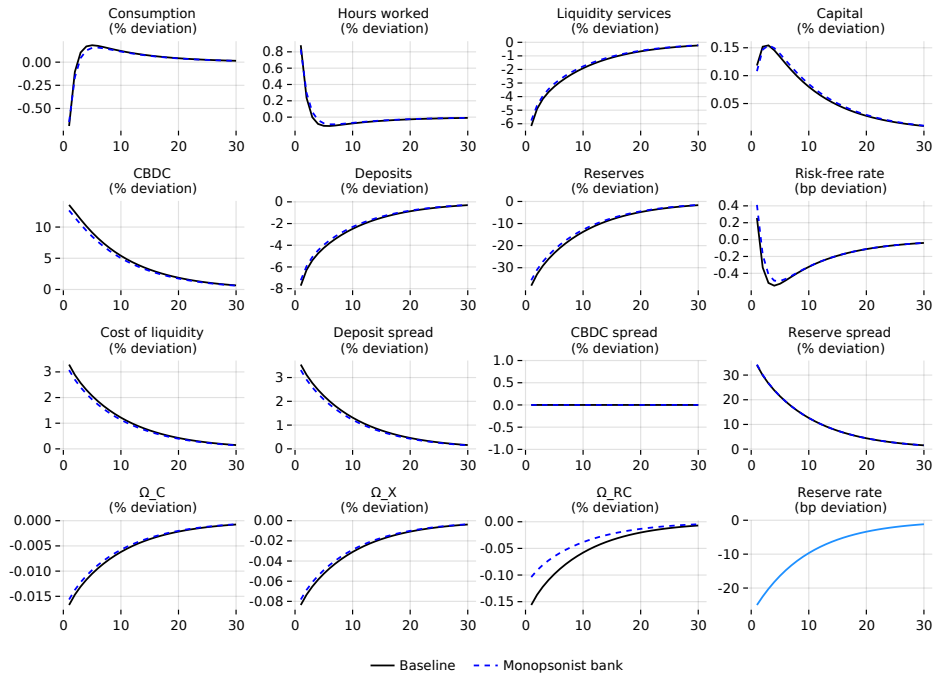 Consumption
(% deviation)
Hours worked
(% deviation)
Liquidity services
(% deviation)
Capital
(% deviation)
0.00
-0.25
-0.50
0 10 20 30
0.8
0.6
0.4
0.2
0.0
0 10 20 30
0
-1
-2
-3
-4
-5
-6
0 10 20 30
0.15
0.10
0.05
0 10 20 30
CBDC
(% deviation)
Deposits
(% deviation)
Reserves
(% deviation)
Risk-free rate
(bp deviation)
10
5
0
0 10 20 30
0
-2
-4
-6
-8
0 10 20 30
0
-10
-20
-30
0 10 20 30
0.4
0.2
0.0
-0.2
-0.4
0 10 20 30
Cost of liquidity
(% deviation)
Deposit spread
(% deviation)
CBDC spread
(% deviation)
Reserve spread
(% deviation)
3
2
1
0
0 10 20 30
3
2
1
0
0 10 20 30
1.0
0.5
0.0
-0.5
-1.0
0 10 20 30
30
20
10
0
0 10 20 30
Ω_C
(% deviation)
Ω_X
(% deviation)
Ω_RC
(% deviation)
Reserve rate
(bp deviation)
0.000
-0.005
-0.010
-0.015
0 10 20 30
0.00
-0.02
-0.04
-0.06
-0.08
0 10 20 30
0.00
-0.05
-0.10
-0.15
0 10 20 30
0
-10
-20
0 10 20 30
Baseline Monopsonist bank